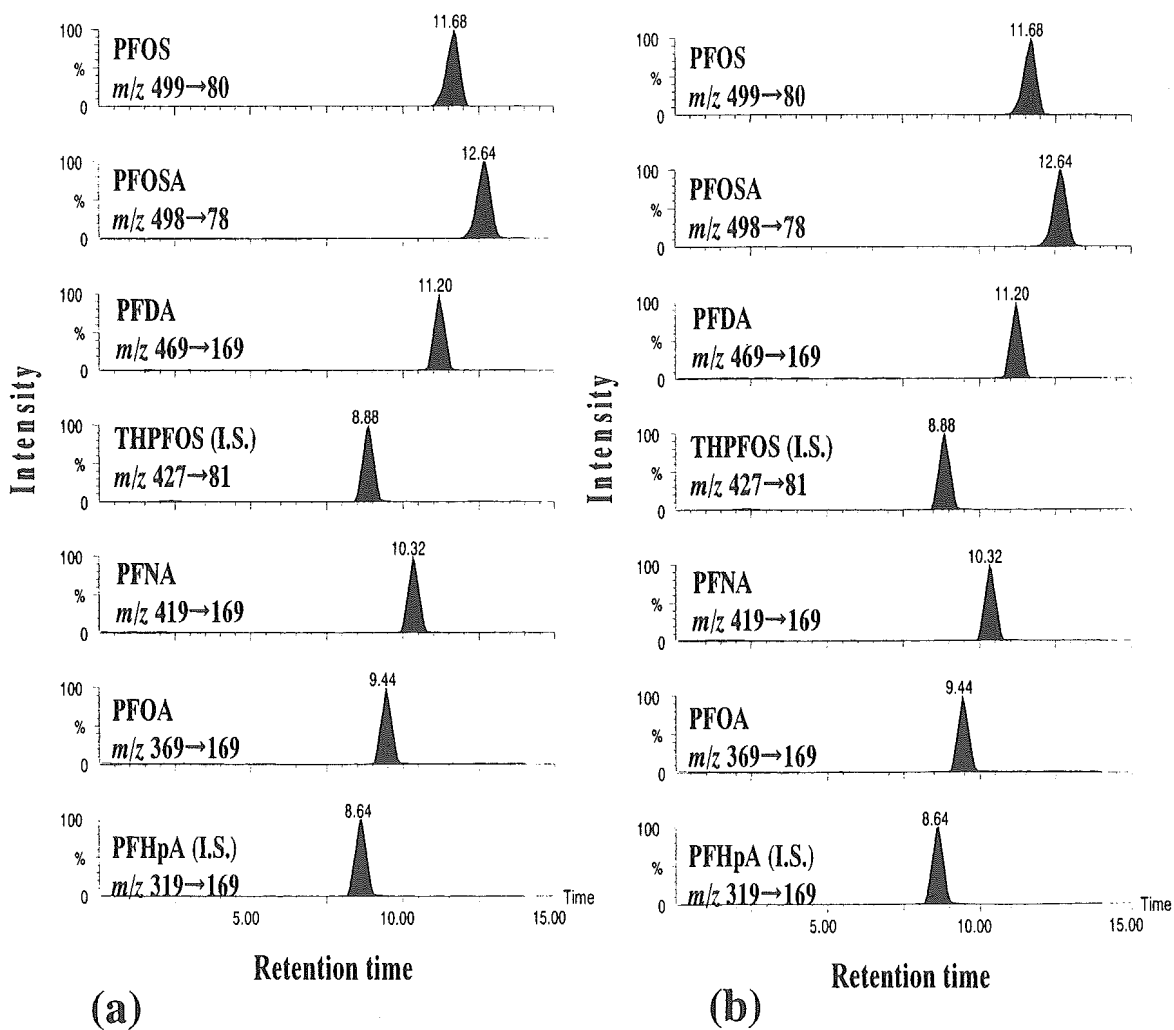 Intensity
100
%
0
11.68
PFOS
m/z 499→80
100
%
0
12.64
PFOSA
m/z 498→78
100
%
0
11.20
PFDA
m/z 469→169
100
%
0
8.88
THPFOS (I.S.)
m/z 427→81
100
%
0
10.32
PFNA
m/z 419→169
100
%
0
9.44
PFOA
m/z 369→169
100
%
0
8.64
PFHpA (I.S.)
m/z 319→169
Time
5.00 10.00 15.00
Retention time
(a)
Intensity
100
%
0
11.68
PFOS
m/z 499→80
100
%
0
12.64
PFOSA
m/z 498→78
100
%
0
11.20
PFDA
m/z 469→169
100
%
0
8.88
THPFOS (I.S.)
m/z 427→81
100
%
0
10.32
PFNA
m/z 419→169
100
%
0
9.44
PFOA
m/z 369→169
100
%
0
8.64
PFHpA (I.S.)
m/z 319→169
Time
5.00 10.00 15.00
Retention time
(b)